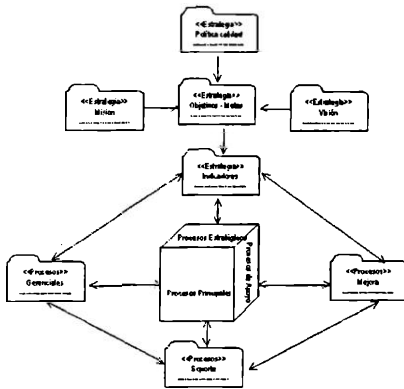 <<Estrategia>>
Política calidad
<<Estrategia>>
Misión
<<Estrategia>>
Objetivos - Metas
<<Estrategia>>
Visión
<<Estrategia>>
Indicadores
Procesos Estratégicos
Procesos de Apoyo
Procesos Principales
<<Procesos>>
Gerenciales
<<Procesos>>
Mejora
<<Procesos>>
Soporte